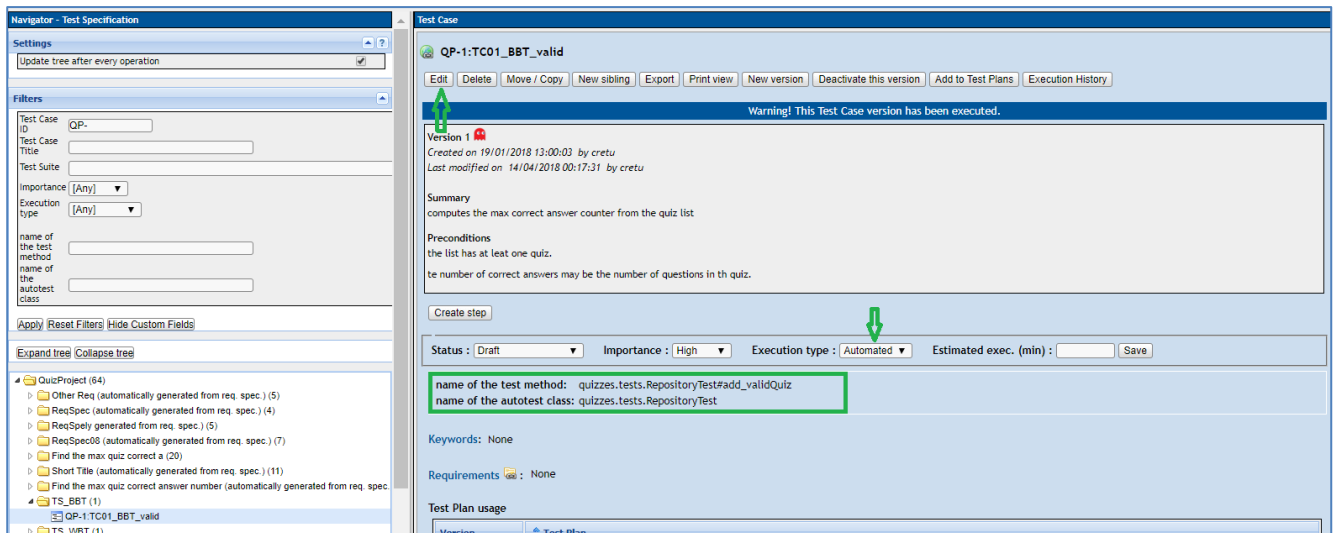 Navigator - Test Specification
Settings
?
Update tree after every operation
Filters
Test Case
ID
QP-
Test Case
Title
Test Suite
Importance [Any]
Execution
type
[Any]
name of
the test
method
name of
the
autotest
class
Apply Reset Filters Hide Custom Fields
Expand tree Collapse tree
QuizProject (64)
Other Req (automatically generated from req. spec.) (5)
ReqSpec (automatically generated from req. spec.) (4)
ReqSpely generated from req. spec.) (5)
ReqSpec08 (automatically generated from req. spec.) (7)
Find the max quiz correct a (20)
Short Title (automatically generated from req. spec.) (11)
Find the max quiz correct answer number (automatically generated from req. spec.
TS_BBT (1)
QP-1:TC01_BBT_valid
TS_WBT (1)
Test Case
QP-1:TC01_BBT_valid
Edit Delete Move / Copy New sibling Export Print view New version Deactivate this version Add to Test Plans Execution History
Warning! This Test Case version has been executed.
Version 1
Created on 19/01/2018 13:00:03 by cretu
Last modified on 14/04/2018 00:17:31 by cretu
Summary
computes the max correct answer counter from the quiz list
Preconditions
the list has at leat one quiz.
te number of correct answers may be the number of questions in th quiz.
Create step
Status : Draft Importance : High Execution type : Automated Estimated exec. (min) : Save
name of the test method: quizzes.tests.RepositoryTest#add_validQuiz
name of the autotest class: quizzes.tests.RepositoryTest
Keywords: None
Requirements : None
Test Plan usage
Version Test Plan